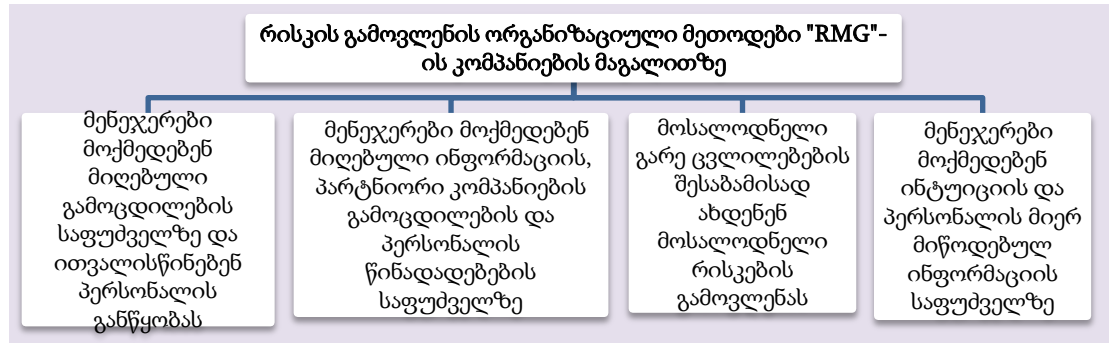 რისკის გამოვლენის ორგანიზაციული მეთოდები "RMG"-
ის კომპანიების მაგალითზე
მენეჯერები
მოქმედებენ
მიღებული
გამოცდილების
საფუძველზე და
ითვალისწინებენ
პერსონალის
განწყობას
მენეჯერები მოქმედებენ
მიღებული ინფორმაციის,
პარტნიორი კომპანიების
გამოცდილების და
პერსონალის
წინადადებების
საფუძველზე
მოსალოდნელი
გარე ცვლილებების
შესაბამისად
ახდენენ
მოსალოდნელი
რისკების
გამოვლენას
მენეჯერები
მოქმედებენ
ინტუიციის და
პერსონალის მიერ
მიწოდებულ
ინფორმაციის
საფუძველზე